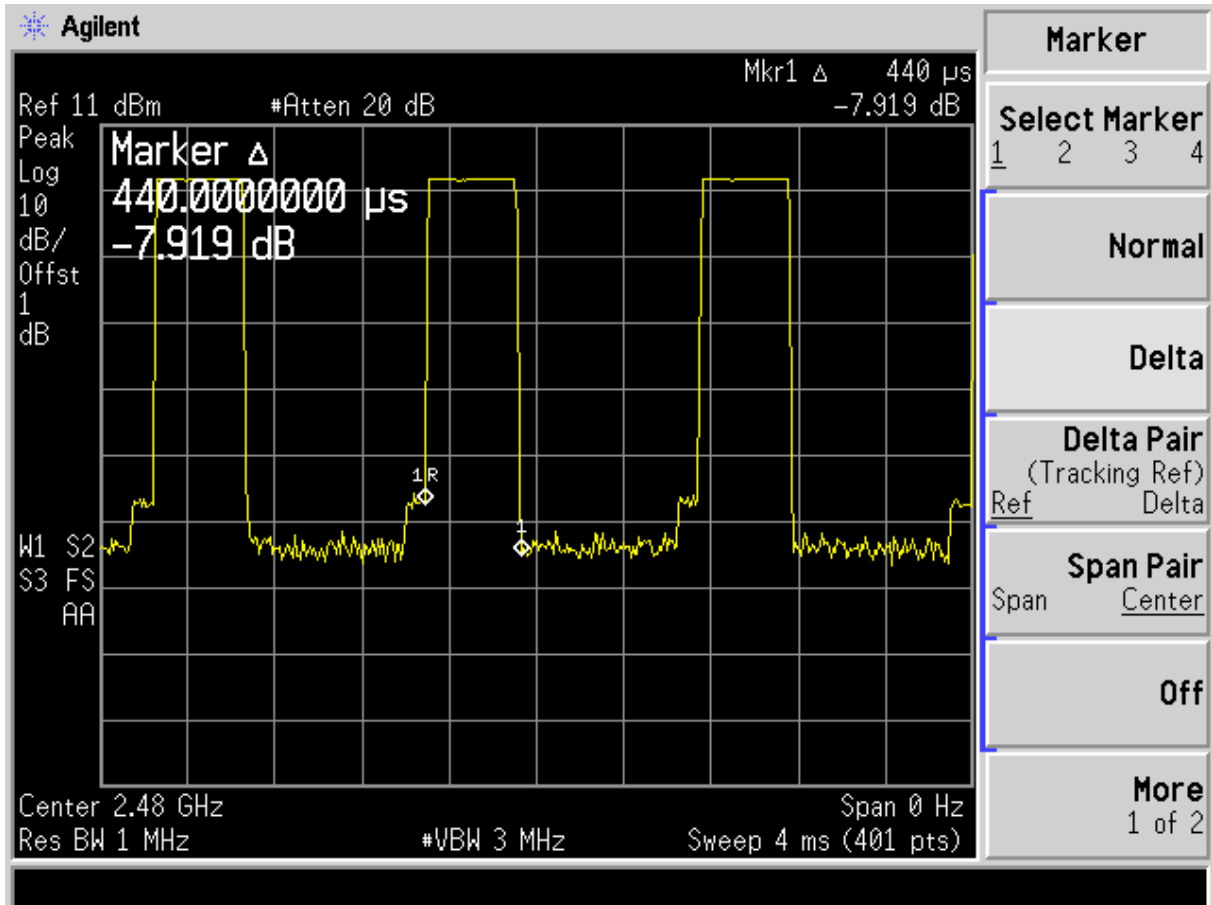 Agilent
Mkr1 Δ 440 µs
Ref 11 dBm #Atten 20 dB -7.919 dB
Peak
Log
10
dB/
Offst
1
dB
Marker Δ
440.0000000 µs
-7.919 dB
1R
1
W1 S2
S3 FS
AA
Center 2.48 GHz Span 0 Hz
Res BW 1 MHz #VBW 3 MHz Sweep 4 ms (401 pts)
Marker
Select Marker
1 2 3 4
Normal
Delta
Delta Pair
(Tracking Ref)
Ref Delta
Span Pair
Span Center
Off
More
1 of 2